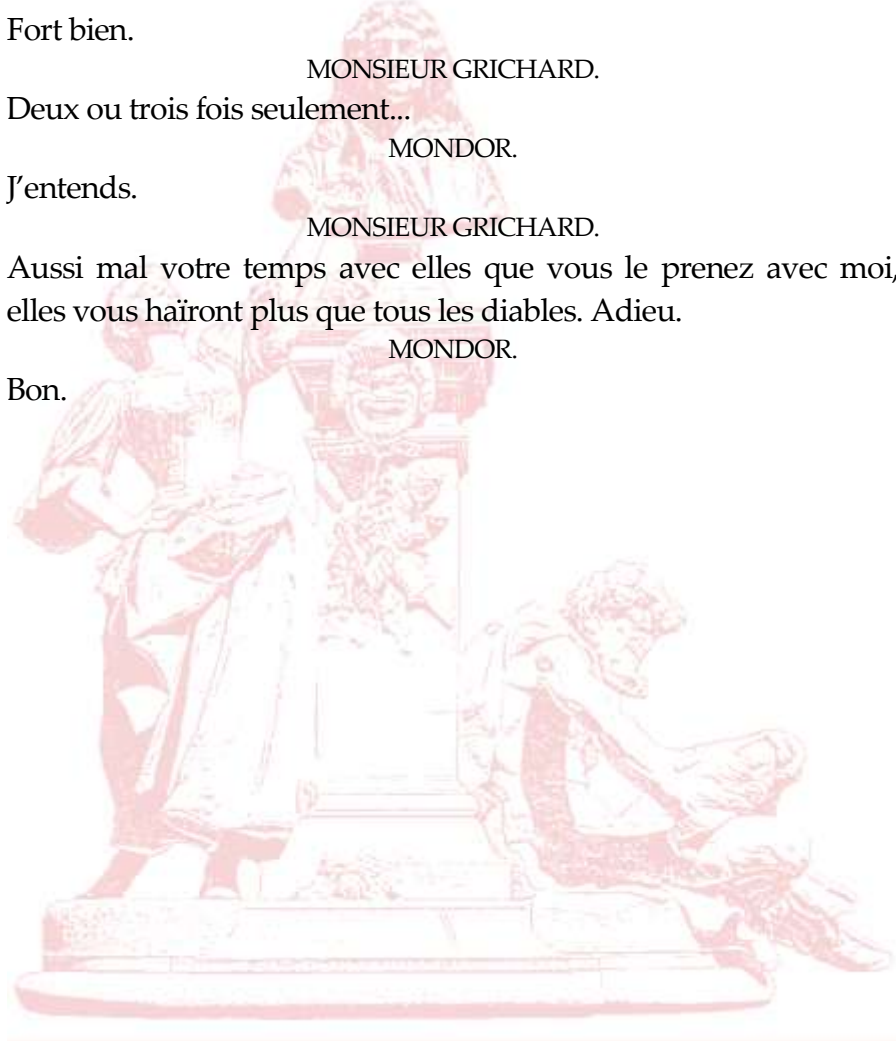 Fort bien.
MONSIEUR GRICHARD.
Deux ou trois fois seulement...
MONDOR.
J’entends.
MONSIEUR GRICHARD.
Aussi mal votre temps avec elles que vous le prenez avec moi,
elles vous haïront plus que tous les diables. Adieu.
MONDOR.
Bon.